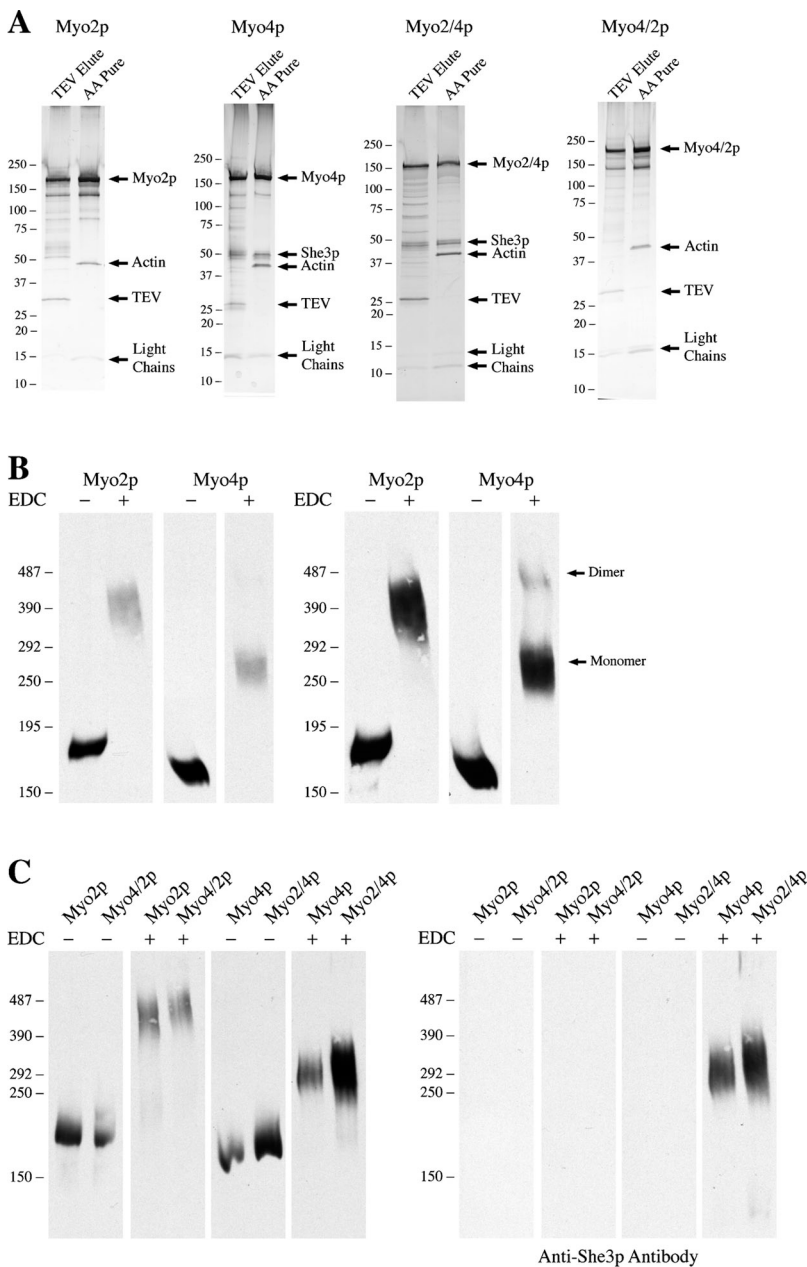 A
Myo2p Myo4p Myo2/4p Myo4/2p
TEV Elute AA Pure TEV Elute AA Pure TEV Elute AA Pure TEV Elute AA Pure
250 –
150 –
100 –
75 –
50 –
37 –
25 –
20 –
15 –
10 –
Myo2p
Actin
TEV
Light
Chains
250 –
150 –
100 –
75 –
50 –
37 –
25 –
20 –
15 –
10 –
Myo4p
She3p
Actin
TEV
Light
Chains
250 –
150 –
100 –
75 –
50 –
37 –
25 –
20 –
15 –
10 –
Myo2/4p
She3p
Actin
TEV
Light
Chains
250 –
150 –
100 –
75 –
50 –
37 –
25 –
20 –
15 –
10 –
Myo4/2p
Actin
TEV
Light
Chains
B
Myo2p Myo4p Myo2p Myo4p
EDC – + – + EDC – + – +
487 –
390 –
292 –
250 –
195 –
150 –
487 –
390 –
292 –
250 –
195 –
150 –
Dimer
Monomer
C
Myo2p Myo4/2p Myo2p Myo4/2p Myo4p Myo2/4p Myo4p Myo2/4p
EDC – – + + – – + +
487 –
390 –
292 –
250 –
150 –
Myo2p Myo4/2p Myo2p Myo4/2p Myo4p Myo2/4p Myo4p Myo2/4p
EDC – – + + – – + +
487 –
390 –
292 –
250 –
150 –
Anti-She3p Antibody